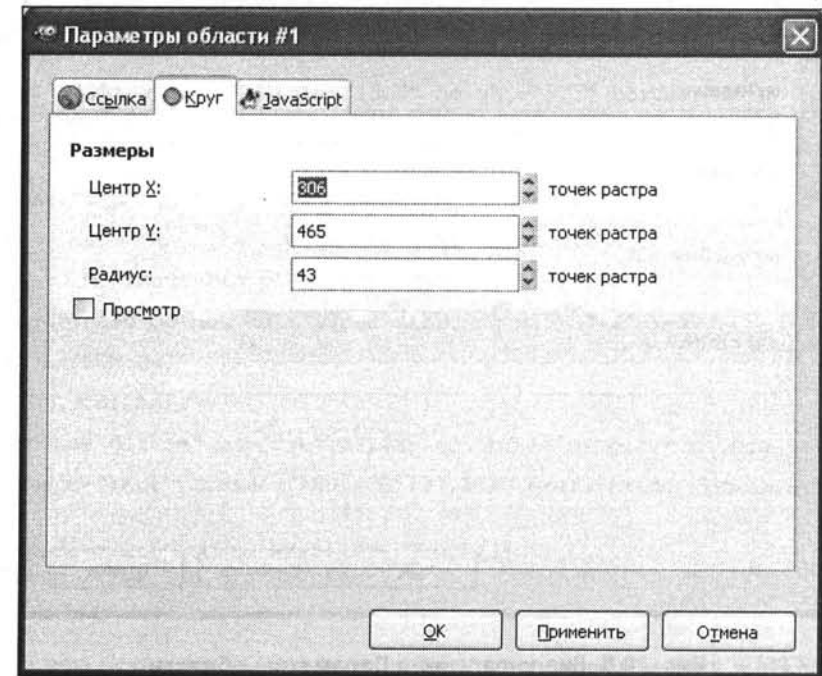 Параметры области #1
Ссылка Круг JavaScript
Размеры
Центр X: 306 точек растра
Центр Y: 465 точек растра
Радиус: 43 точек растра
Просмотр
OK Применить Отмена